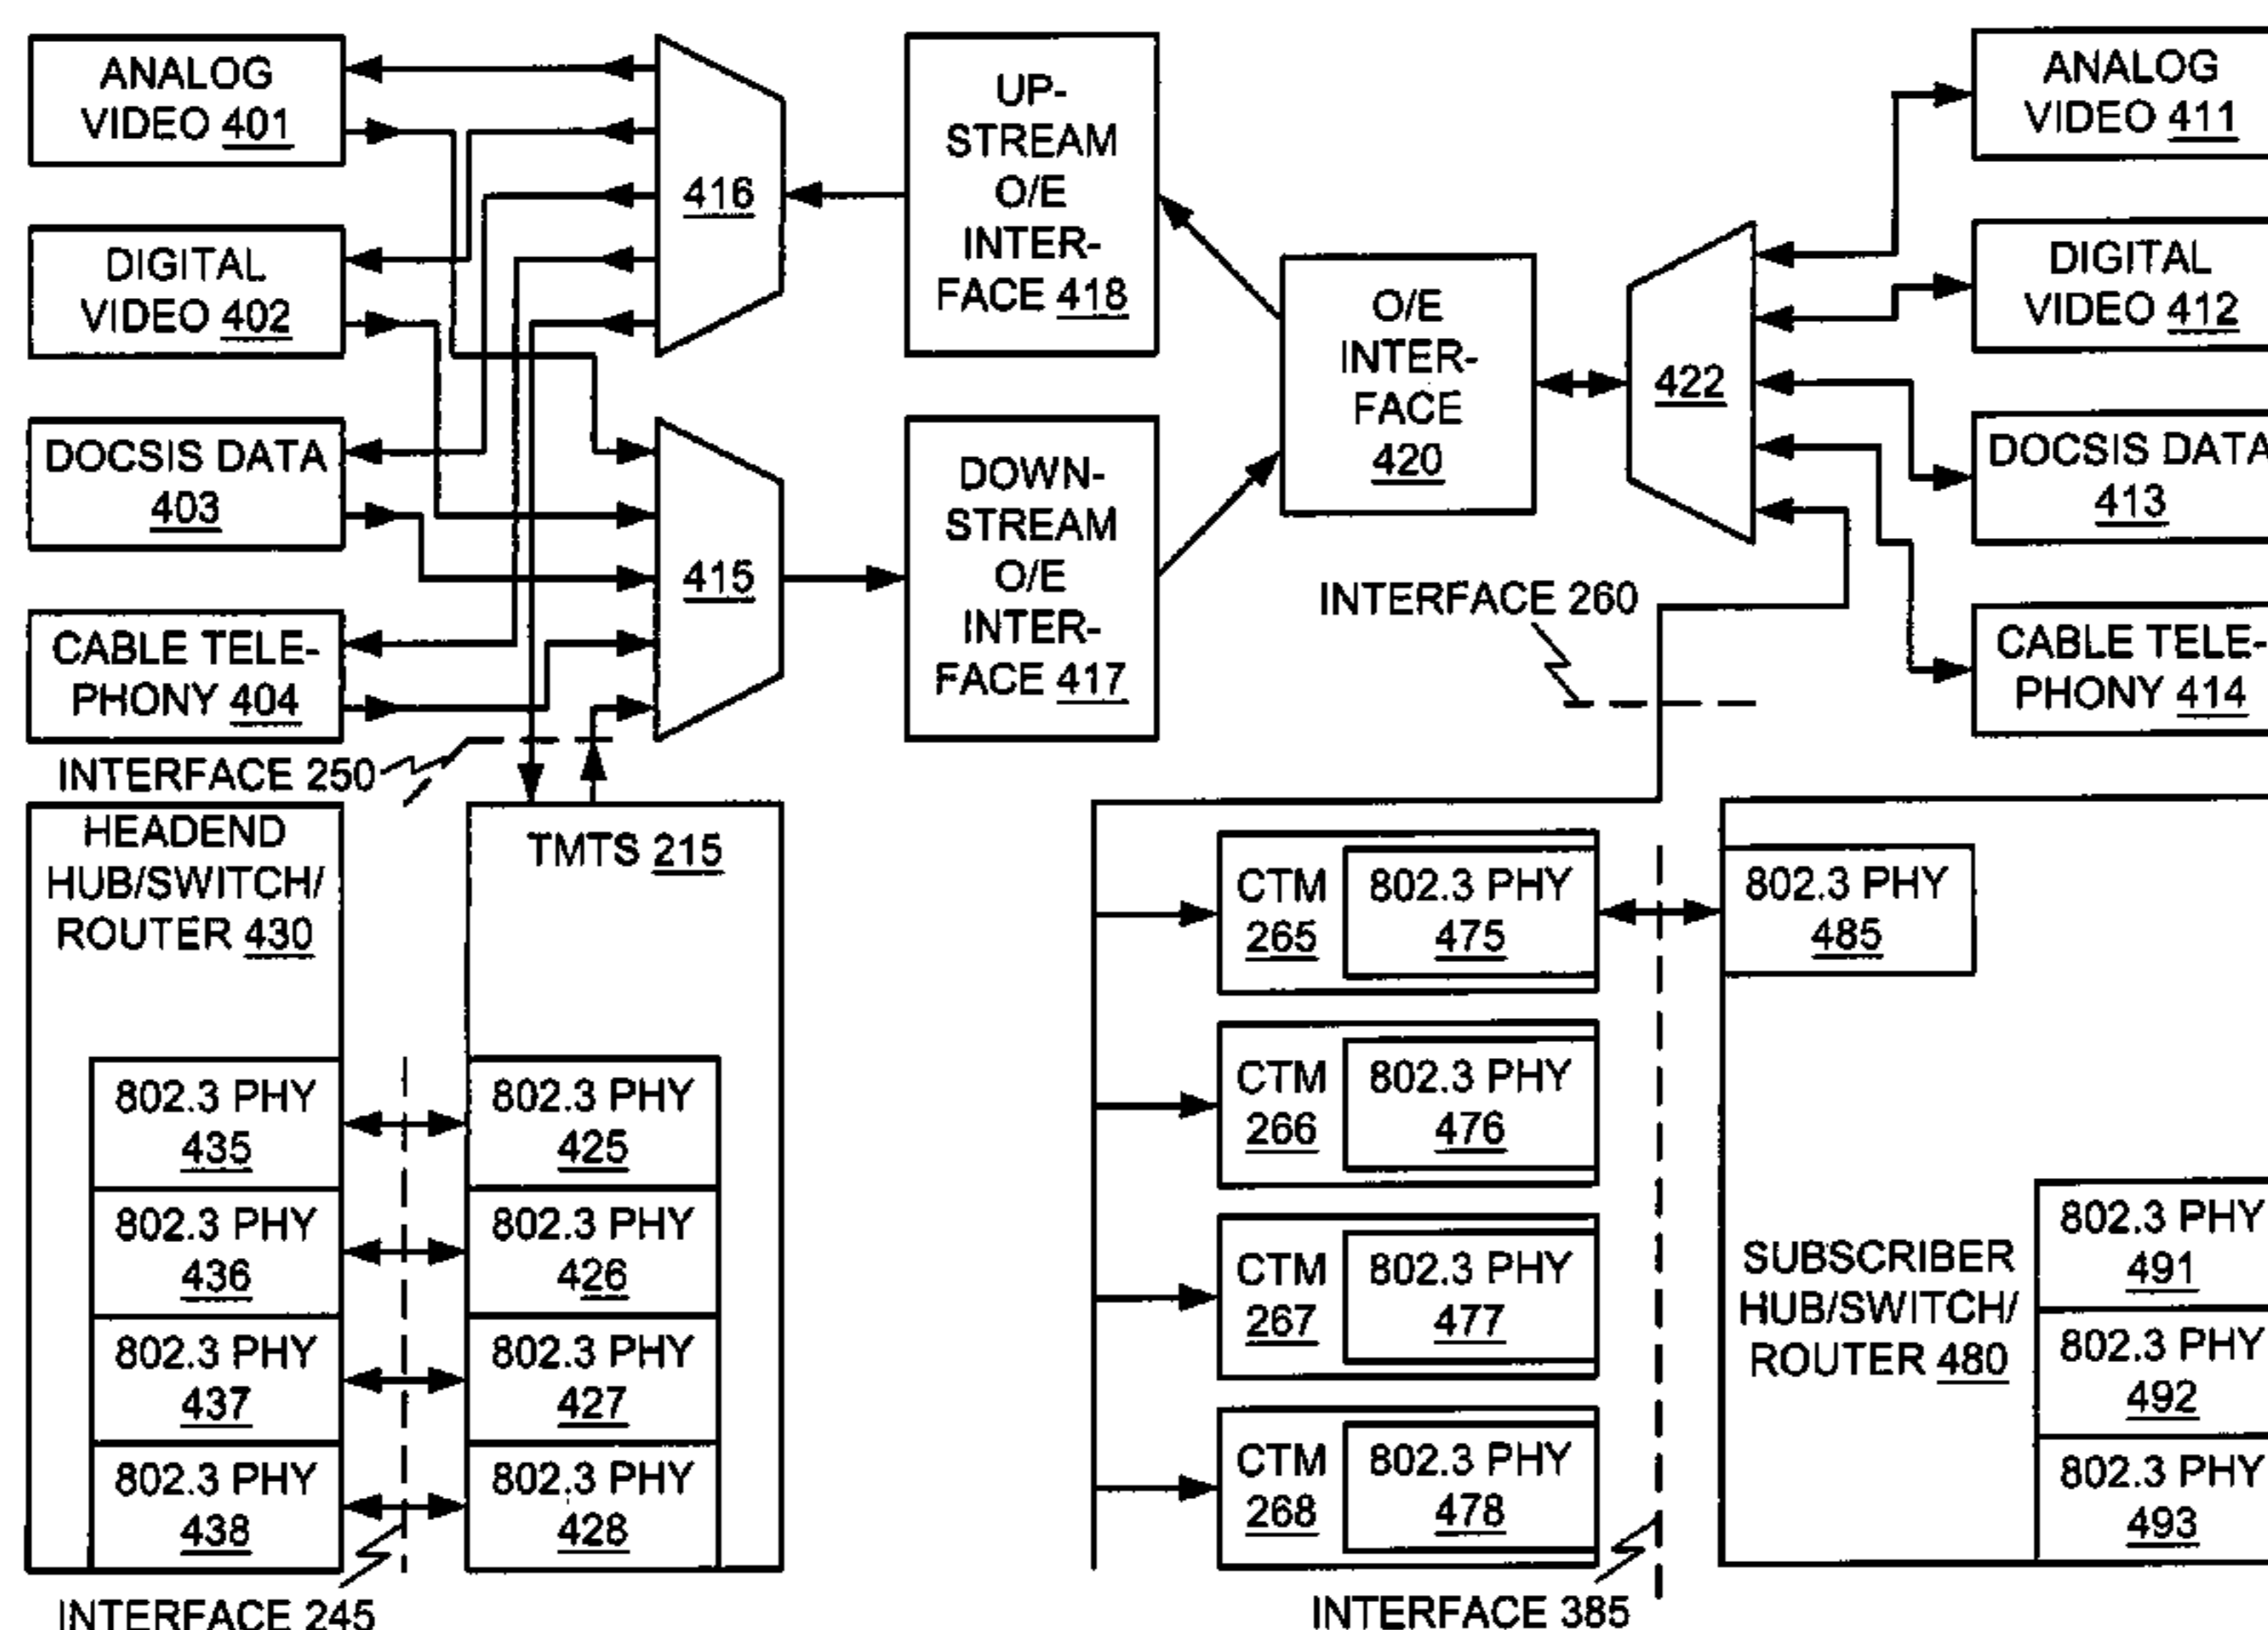 ANALOG
VIDEO 401
DIGITAL
VIDEO 402
DOCSIS DATA
403
CABLE TELE-
PHONY 404
416
415
UP-
STREAM
O/E
INTER-
FACE 418
DOWN-
STREAM
O/E
INTER-
FACE 417
O/E
INTER-
FACE
420
422
ANALOG
VIDEO 411
DIGITAL
VIDEO 412
DOCSIS DATA
413
CABLE TELE-
PHONY 414
INTERFACE 250
INTERFACE 260
HEADEND
HUB/SWITCH/
ROUTER 430
802.3 PHY
435
802.3 PHY
436
802.3 PHY
437
802.3 PHY
438
INTERFACE 245
TMTS 215
802.3 PHY
425
802.3 PHY
426
802.3 PHY
427
802.3 PHY
428
CTM
265
802.3 PHY
475
CTM
266
802.3 PHY
476
CTM
267
802.3 PHY
477
CTM
268
802.3 PHY
478
INTERFACE 385
802.3 PHY
485
SUBSCRIBER
HUB/SWITCH/
ROUTER 480
802.3 PHY
491
802.3 PHY
492
802.3 PHY
493